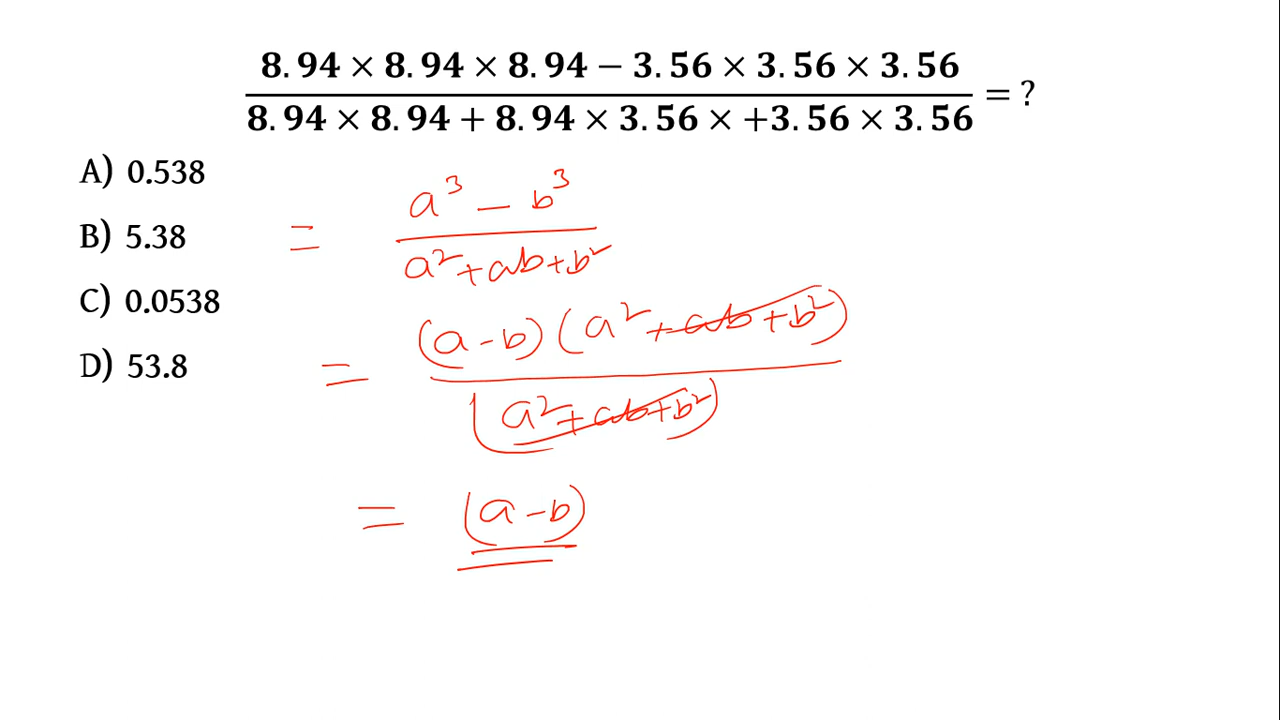 8.94 × 8.94 × 8.94 − 3.56 × 3.56 × 3.56
8.94 × 8.94 + 8.94 × 3.56 × +3.56 × 3.56
= ?
A) 0.538
B) 5.38
C) 0.0538
D) 53.8
= a³ − b³
a² + ab + b²
= (a - b) (a² + ab + b²)
(a² + ab + b²)
= (a - b)